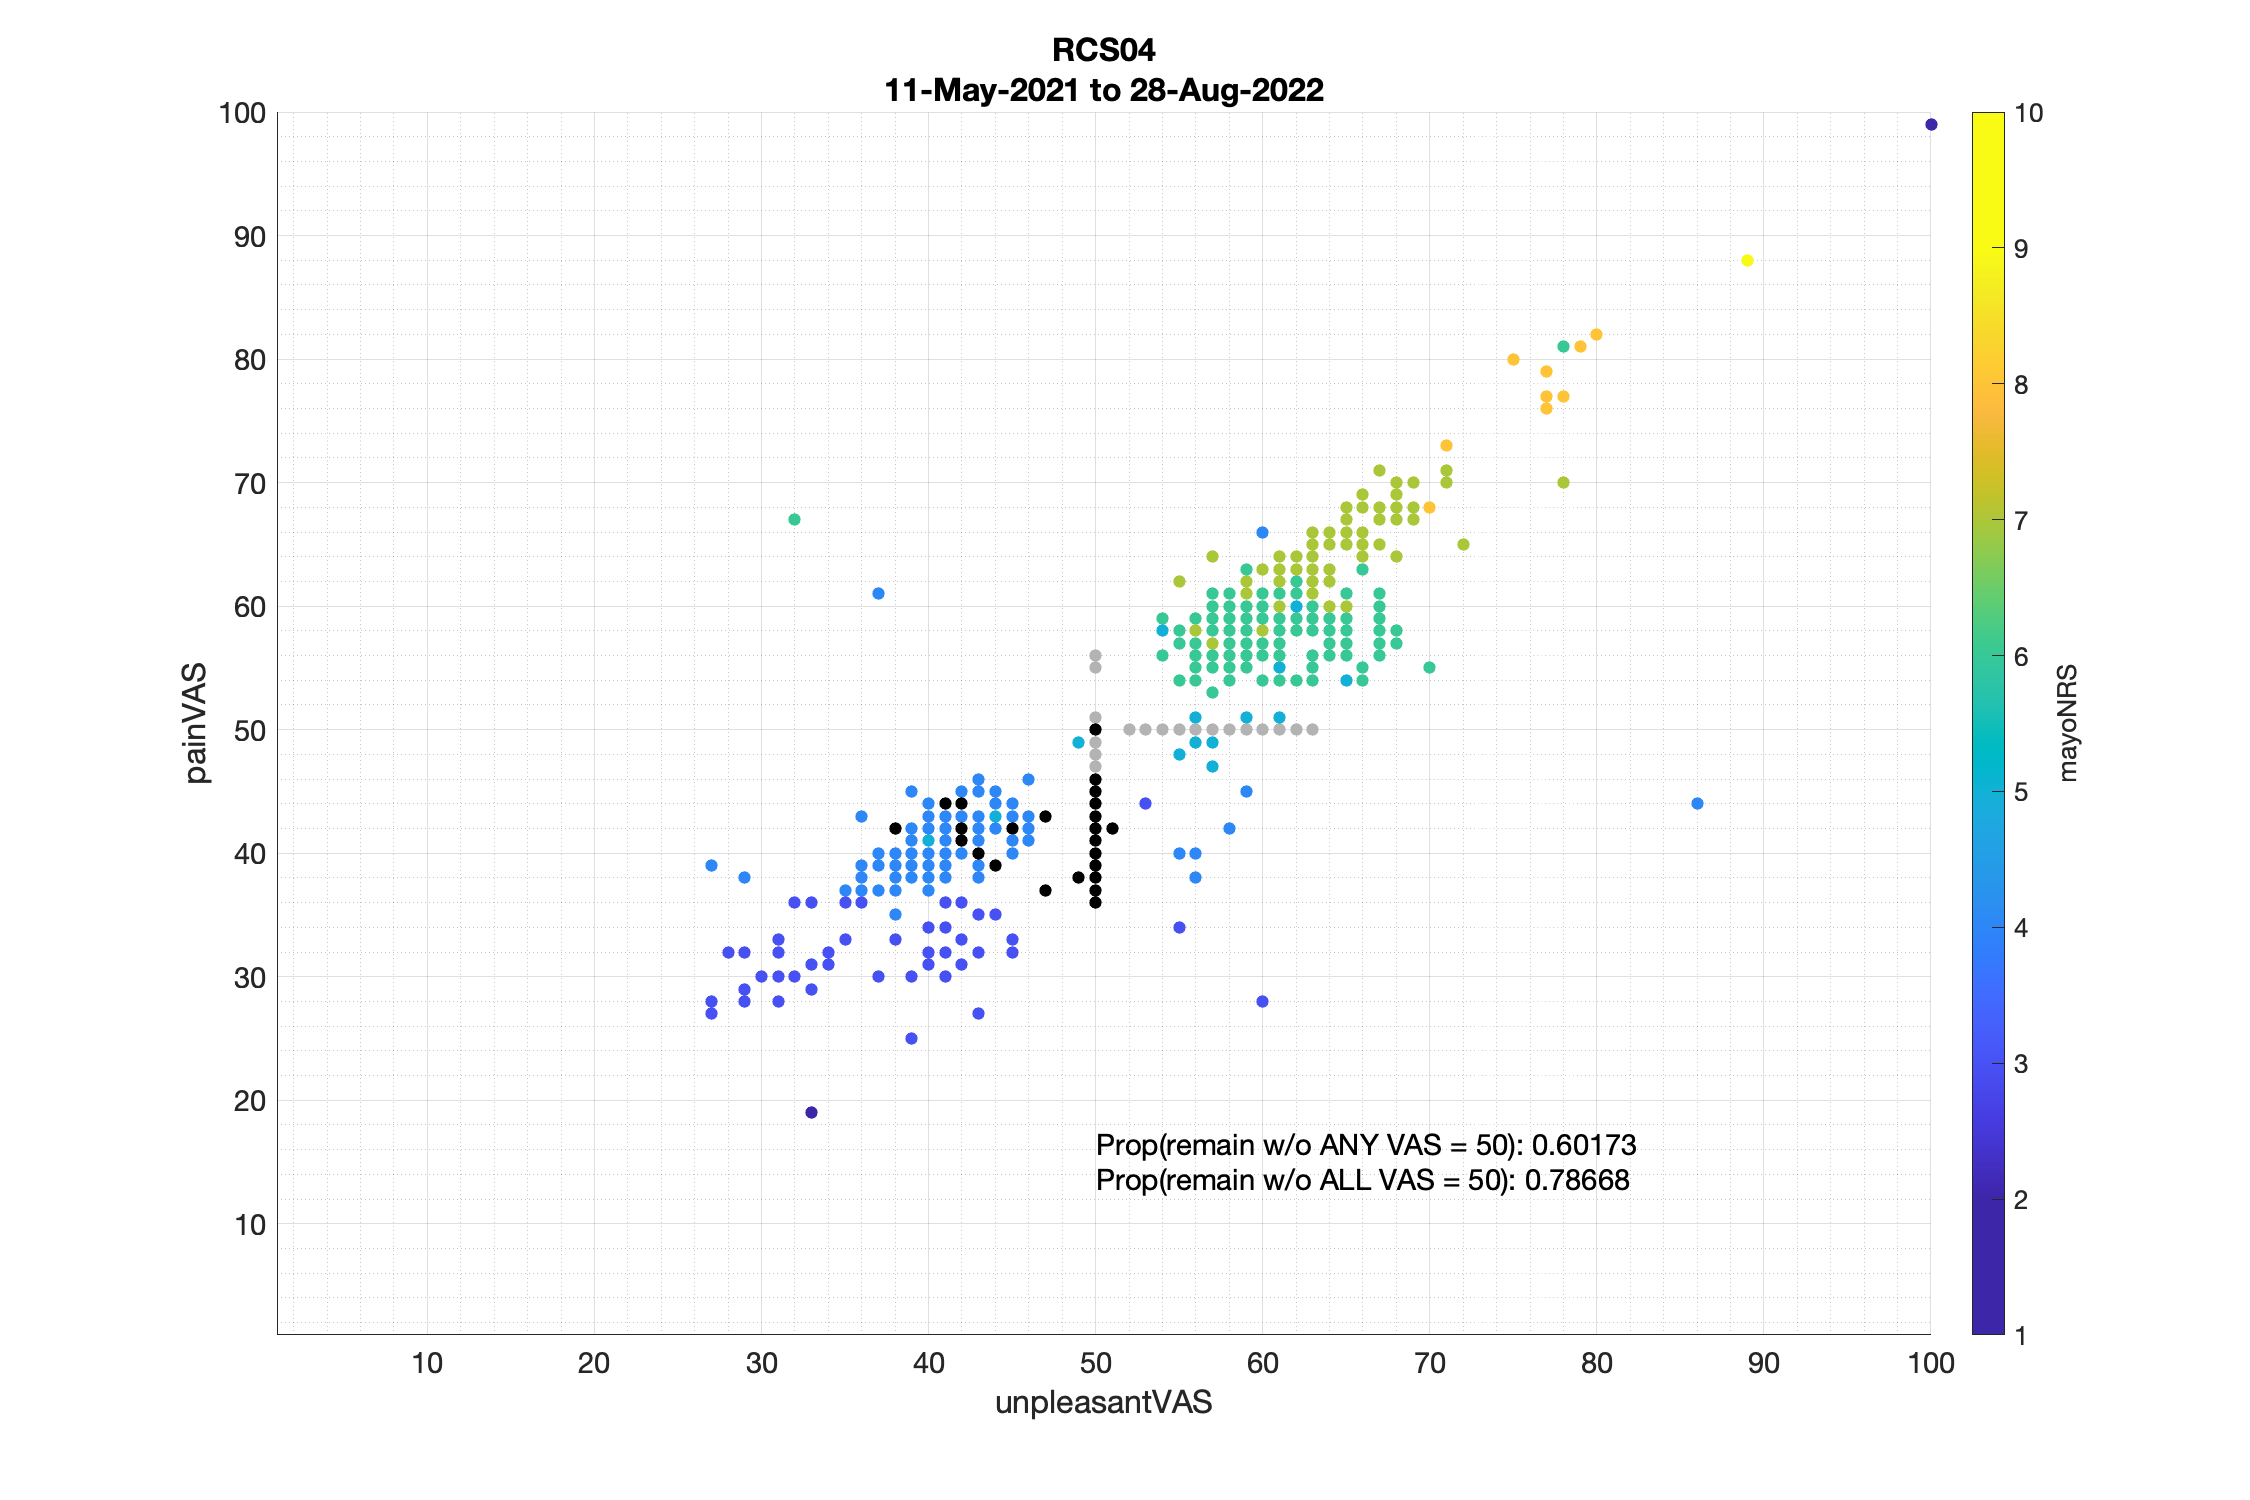 RCS04
11-May-2021 to 28-Aug-2022
100
90
80
70
60
50
40
30
20
10
painVAS
10 20 30 40 50 60 70 80 90 100
unpleasantVAS
Prop(remain w/o ANY VAS = 50): 0.60173
Prop(remain w/o ALL VAS = 50): 0.78668
10
9
8
7
6
5
4
3
2
1
mayoNRS